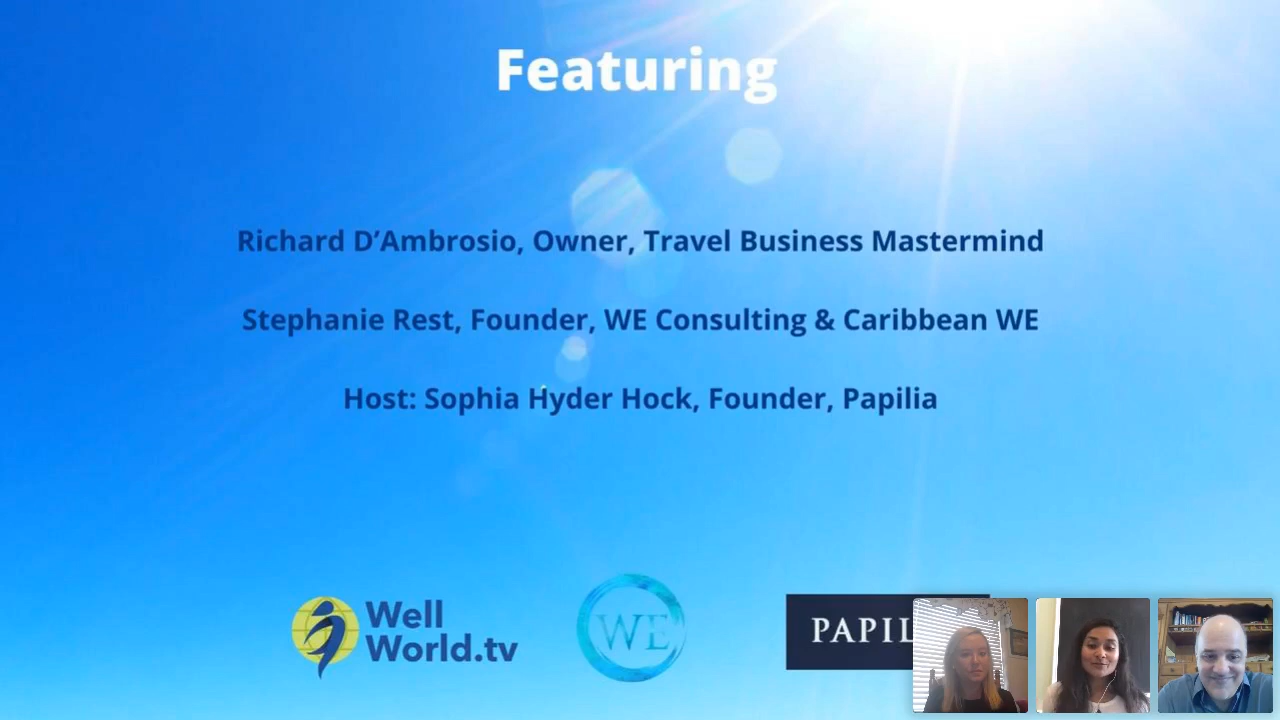 Featuring
Richard D’Ambrosio, Owner, Travel Business Mastermind
Stephanie Rest, Founder, WE Consulting & Caribbean WE
Host: Sophia Hyder Hock, Founder, Papilia
Well
World.tv
WE
PAPIL